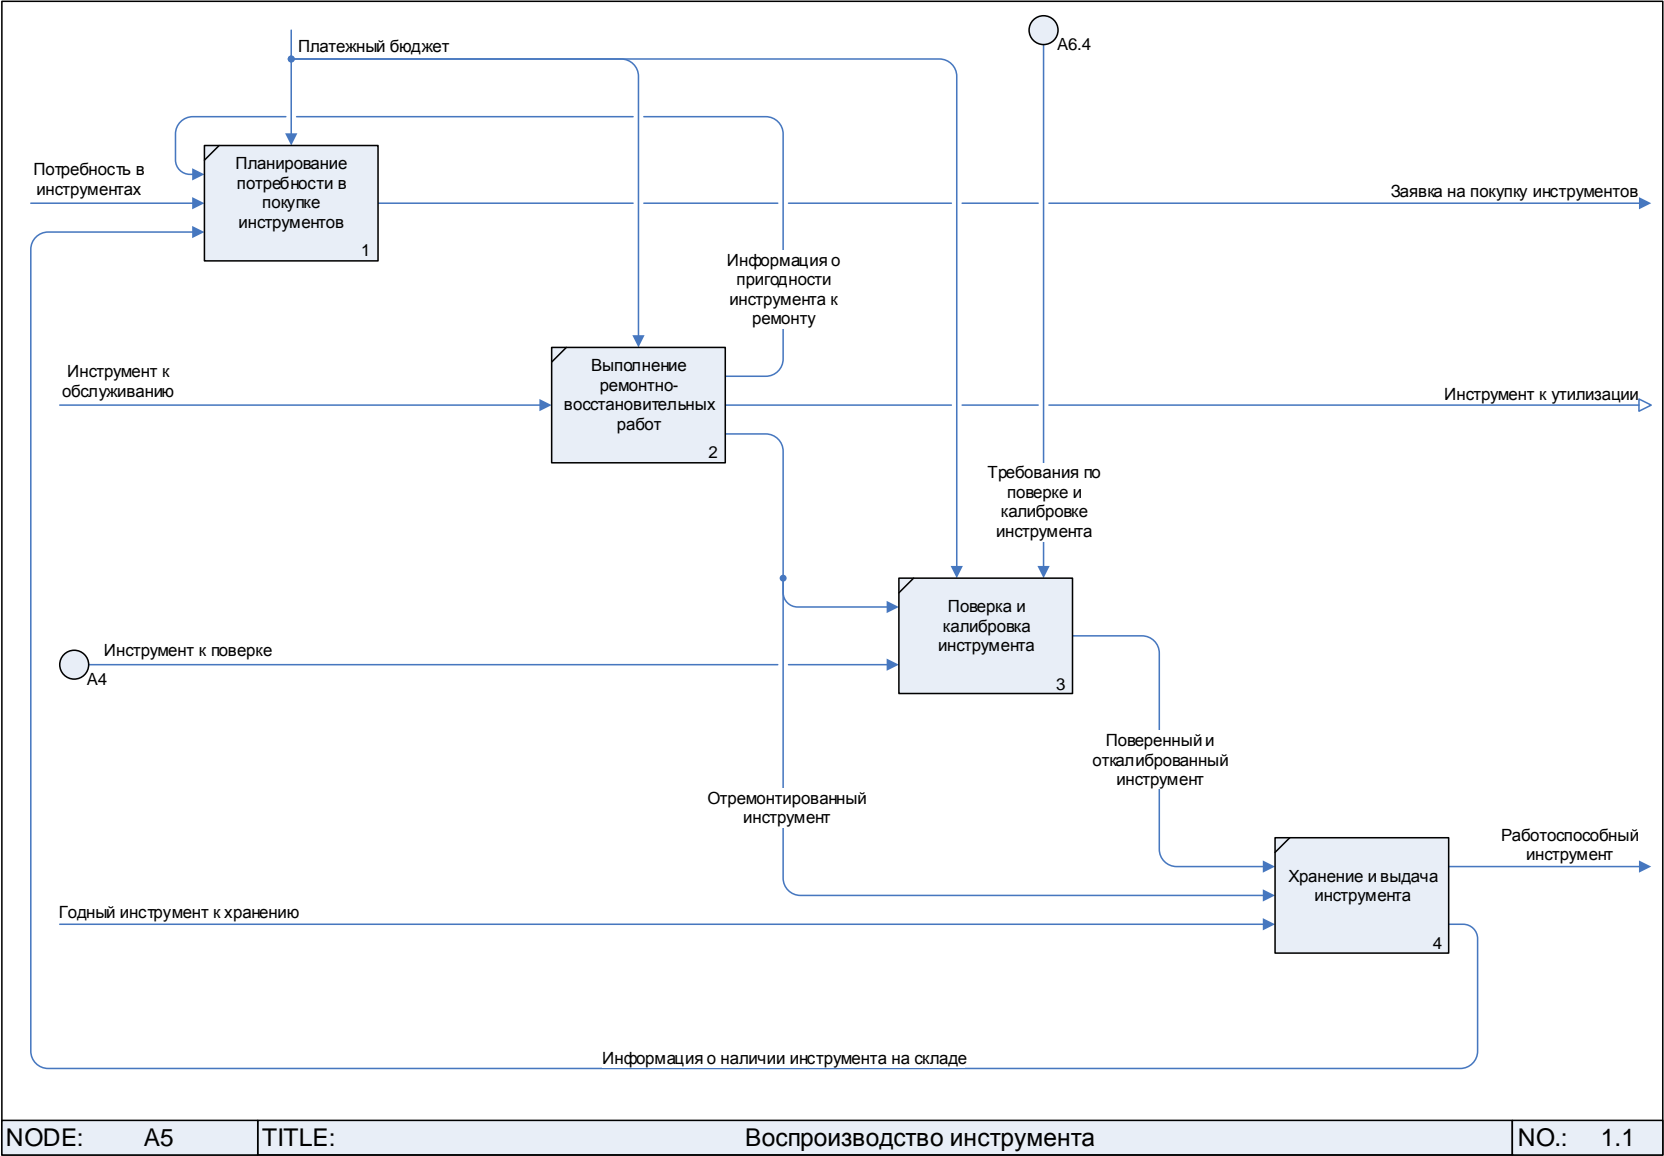 Платежный бюджет
A6.4
Потребность в
инструментах
Планирование
потребности в
покупке
инструментов
1
Заявка на покупку инструментов
Информация о
пригодности
инструмента к
ремонту
Инструмент к
обслуживанию
Выполнение
ремонтно-
восстановительных
работ
2
Инструмент к утилизации
Требования по
поверке и
калибровке
инструмента
Поверка и
калибровка
инструмента
3
Инструмент к поверке
A4
Поверенный и
откалиброванный
инструмент
Отремонтированный
инструмент
Работоспособный
инструмент
Хранение и выдача
инструмента
4
Годный инструмент к хранению
Информация о наличии инструмента на складе
NODE: A5 TITLE: Воспроизводство инструмента NO.: 1.1